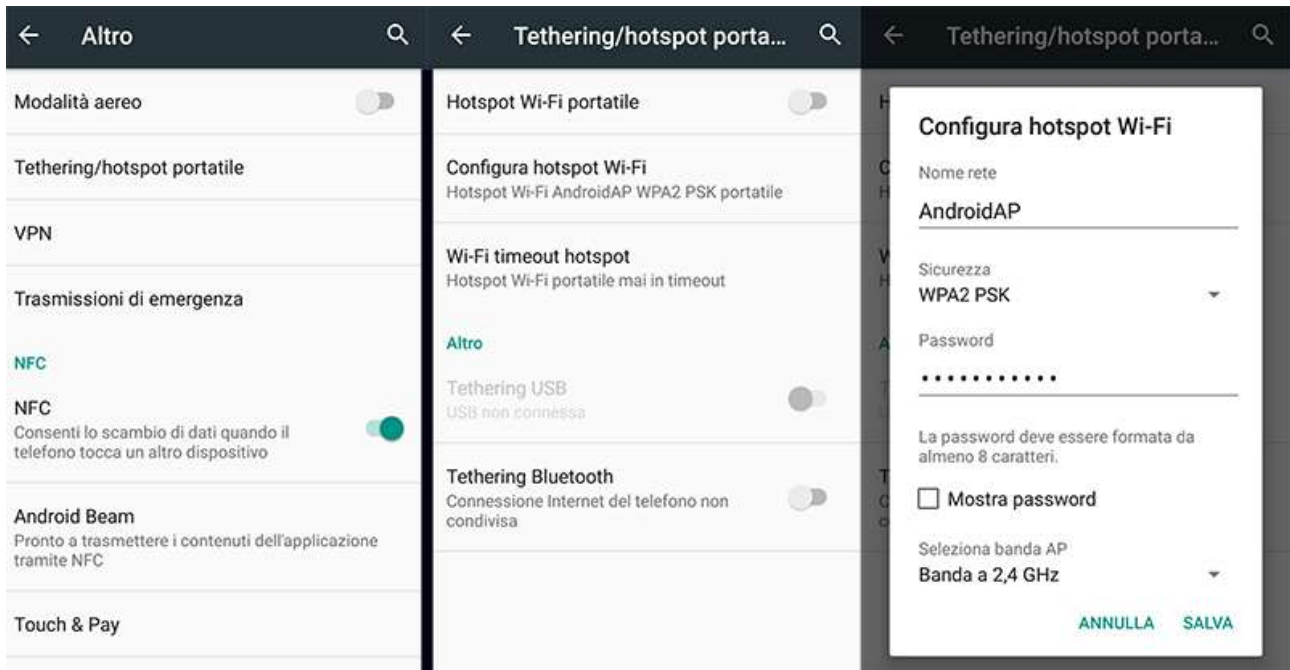 Altro
Modalità aereo
Tethering/hotspot portatile
VPN
Trasmissioni di emergenza
NFC
NFC
Consenti lo scambio di dati quando il
telefono tocca un altro dispositivo
Android Beam
Pronto a trasmettere i contenuti dell'applicazione
tramite NFC
Touch & Pay
Tethering/hotspot porta...
Hotspot Wi-Fi portatile
Configura hotspot Wi-Fi
Hotspot Wi-Fi AndroidAP WPA2 PSK portatile
Wi-Fi timeout hotspot
Hotspot Wi-Fi portatile mai in timeout
Altro
Tethering USB
USB non connessa
Tethering Bluetooth
Connessione Internet del telefono non
condivisa
Tethering/hotspot porta...
Configura hotspot Wi-Fi
Nome rete
AndroidAP
Sicurezza
WPA2 PSK
Password
•••••••••••
La password deve essere formata da
almeno 8 caratteri.
Mostra password
Seleziona banda AP
Banda a 2,4 GHz
ANNULLA SALVA